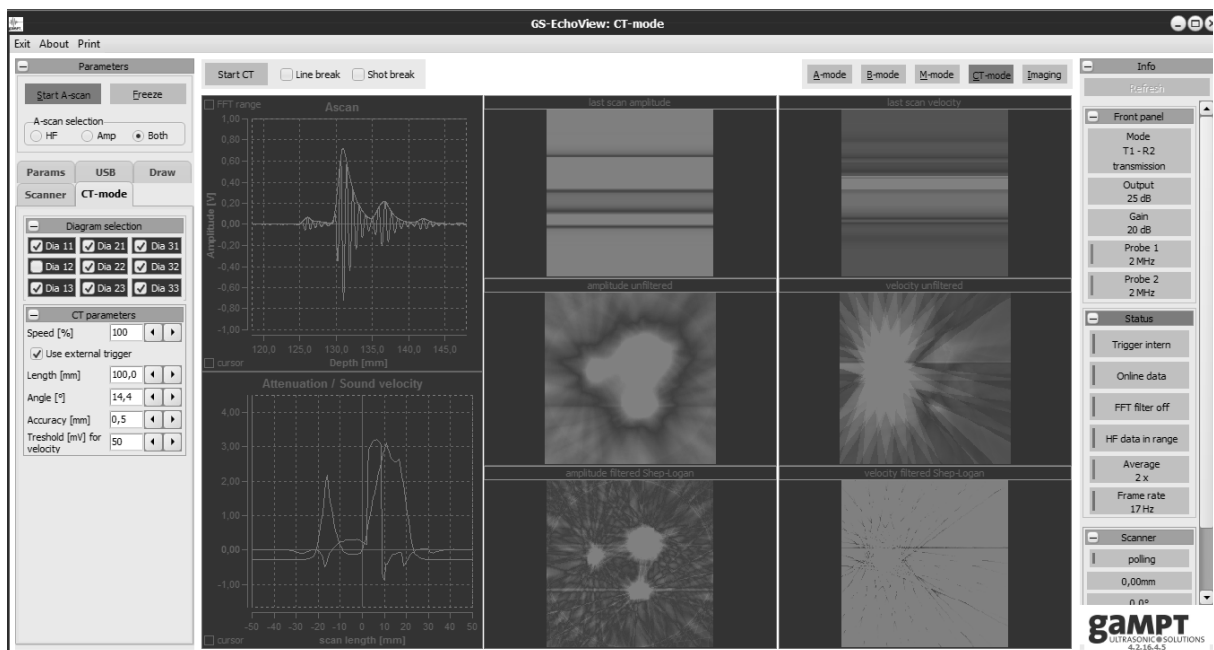 GS-EchoView: CT-mode
Exit About Print
Parameters
Start A-scan Freeze
A-scan selection
HF Amp Both
Params USB Draw
Scanner CT-mode
Diagram selection
Dia 11 Dia 21 Dia 31
Dia 12 Dia 22 Dia 32
Dia 13 Dia 23 Dia 33
CT parameters
Speed [%] 100
Use external trigger
Length [mm] 100,0
Angle [°] 14,4
Accuracy [mm] 0,5
Treshold [mV] for
velocity
50
Start CT Line break Shot break
A-mode B-mode M-mode CT-mode Imaging
FFT range
Ascan
1,00
0,80
0,60
0,40
0,20
0,00
-0,20
-0,40
-0,60
-0,80
-1,00
Amplitude [V]
120,0 125,0 130,0 135,0 140,0 145,0
cursor
Depth [mm]
Attenuation / Sound velocity
4,00
3,00
2,00
1,00
0,00
-1,00
-50 -40 -30 -20 -10 0 10 20 30 40 50
cursor
scan length [mm]
last scan amplitude
last scan velocity
amplitude unfiltered
velocity unfiltered
amplitude filtered Shep-Logan
velocity filtered Shep-Logan
Info
Refresh
Front panel
Mode
T1 - R2
transmission
Output
25 dB
Gain
20 dB
Probe 1
2 MHz
Probe 2
2 MHz
Status
Trigger intern
Online data
FFT filter off
HF data in range
Average
2 x
Frame rate
17 Hz
Scanner
polling
0,00mm
0,0°
gaMPT
ULTRASONIC SOLUTIONS
4.2.16.4.5